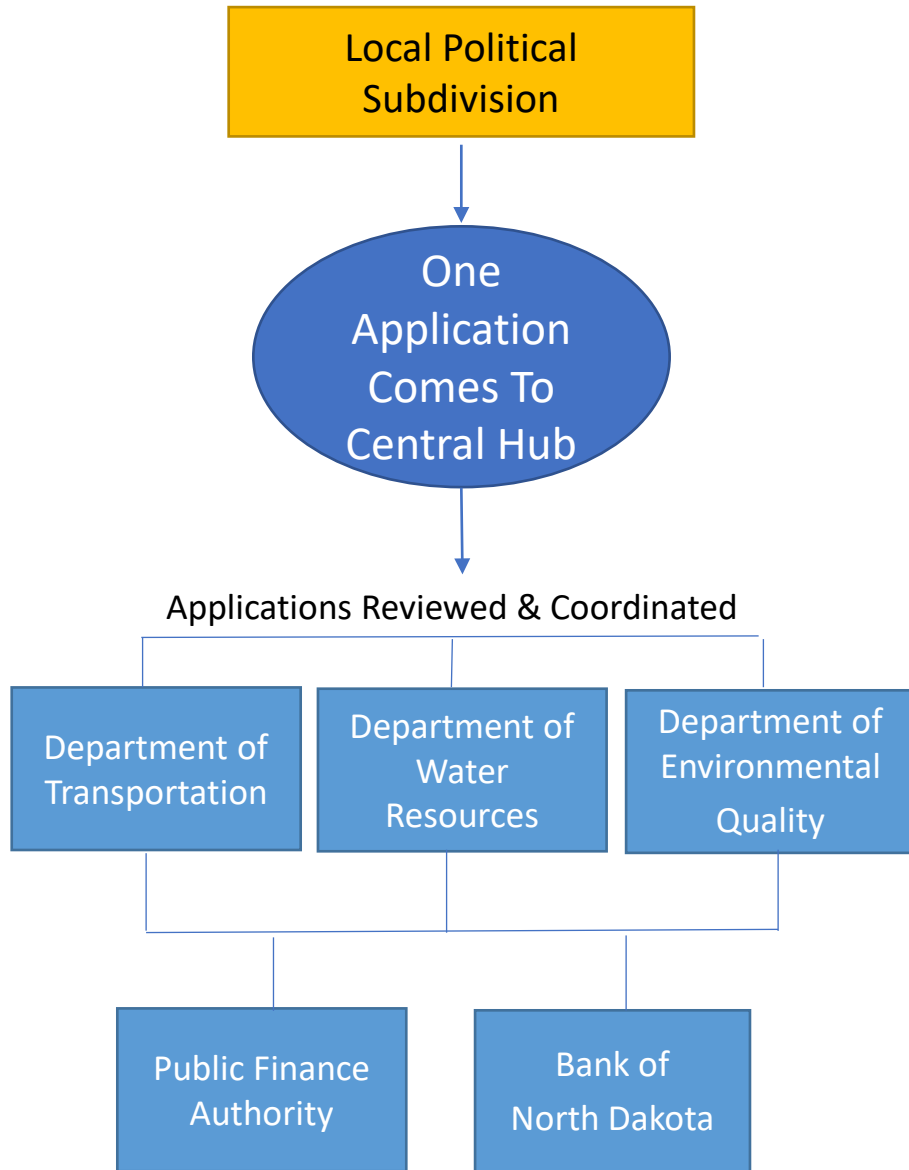 Local Political
Subdivision
One
Application
Comes To
Central Hub
Applications Reviewed & Coordinated
Department of
Transportation
Department of
Water
Resources
Department of
Environmental
Quality
Public Finance
Authority
Bank of
North Dakota